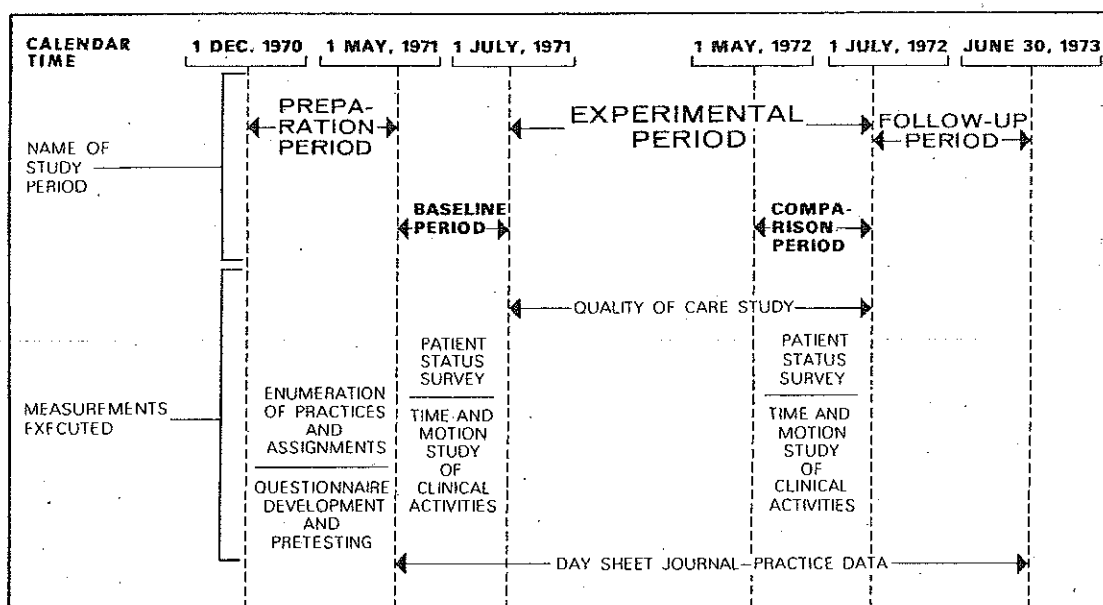 CALENDAR
TIME
1 DEC. 1970
1 MAY, 1971
1 JULY, 1971
1 MAY, 1972
1 JULY, 1972
JUNE 30, 1973
NAME OF
STUDY
PERIOD
PREPA-
RATION
PERIOD
EXPERIMENTAL
PERIOD
FOLLOW-UP
PERIOD
BASELINE
PERIOD
COMPA-
RISON
PERIOD
MEASUREMENTS
EXECUTED
QUALITY OF CARE STUDY
ENUMERATION
OF PRACTICES
AND
ASSIGNMENTS
QUESTIONNAIRE
DEVELOPMENT
AND
PRETESTING
PATIENT
STATUS
SURVEY
TIME AND
MOTION
STUDY
OF
CLINICAL
ACTIVITIES
PATIENT
STATUS
SURVEY
TIME AND
MOTION
STUDY
OF
CLINICAL
ACTIVITIES
DAY SHEET JOURNAL-PRACTICE DATA